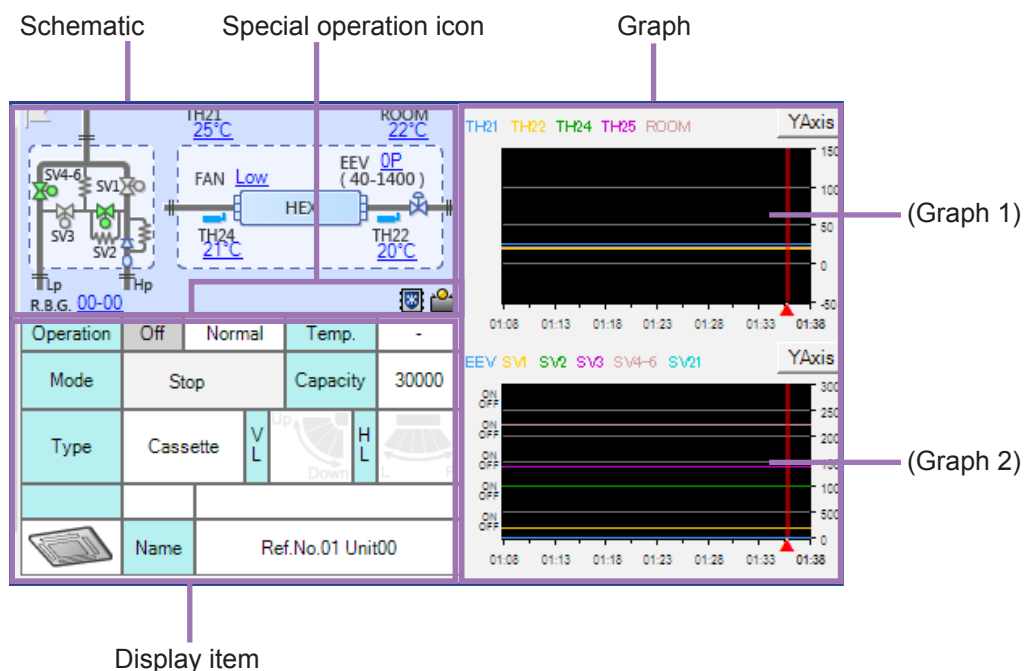 Schematic Special operation icon Graph
TH21 ROOM
25°C 22°C
EEV 0P
FAN Low (40-1400)
SV4-6 SV1
HEX
SV3 TH24 TH22
SV2 21°C 20°C
Lp Hp
R.B.G. 00-00
Operation Off Normal Temp. -
Mode Stop Capacity 30000
Type Cassette V L Up Down H L L R
Name Ref.No.01 Unit00
TH21 TH22 TH24 TH25 ROOM YAxis
150
100
50
0
-50
01:08 01:13 01:18 01:23 01:28 01:33 01:38
(Graph 1)
EEV SV1 SV2 SV3 SV4-6 SV21 YAxis
ON
OFF
ON
OFF
ON
OFF
ON
OFF
ON
OFF
300
250
200
150
100
500
0
01:08 01:13 01:18 01:23 01:28 01:33 01:38
(Graph 2)
Display item